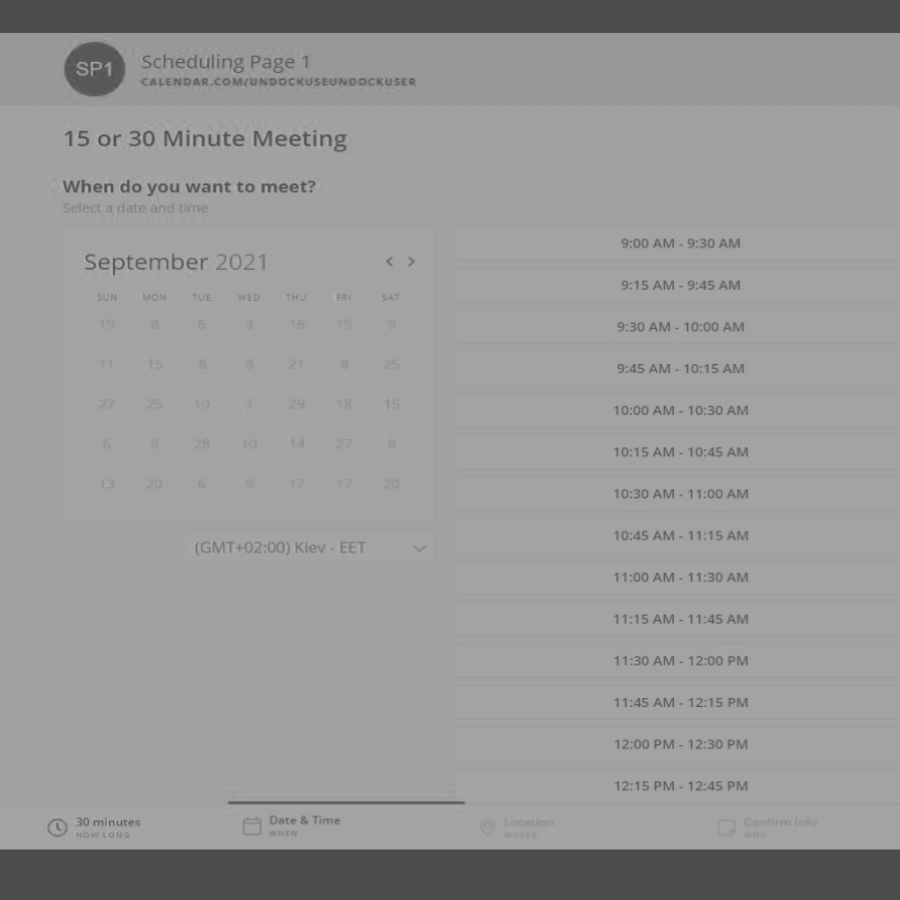 SP1
Scheduling Page 1
CALENDAR.COM/UNDOCKUSEUNDOCKUSER
15 or 30 Minute Meeting
When do you want to meet?
Select a date and time
September 2021
< >
SUN MON TUE WED THU FRI SAT
19 8 6 3 16 19 9
11 15 8 8 21 8 25
27 25 10 1 29 18 15
6 9 28 10 14 27 8
13 20 6 9 17 17 20
(GMT+02:00) Kiev - EET
9:00 AM - 9:30 AM
9:15 AM - 9:45 AM
9:30 AM - 10:00 AM
9:45 AM - 10:15 AM
10:00 AM - 10:30 AM
10:15 AM - 10:45 AM
10:30 AM - 11:00 AM
10:45 AM - 11:15 AM
11:00 AM - 11:30 AM
11:15 AM - 11:45 AM
11:30 AM - 12:00 PM
11:45 AM - 12:15 PM
12:00 PM - 12:30 PM
12:15 PM - 12:45 PM
30 minutes
HOW LONG
Date & Time
WHEN
Location
WHERE
Confirm Info
WHO